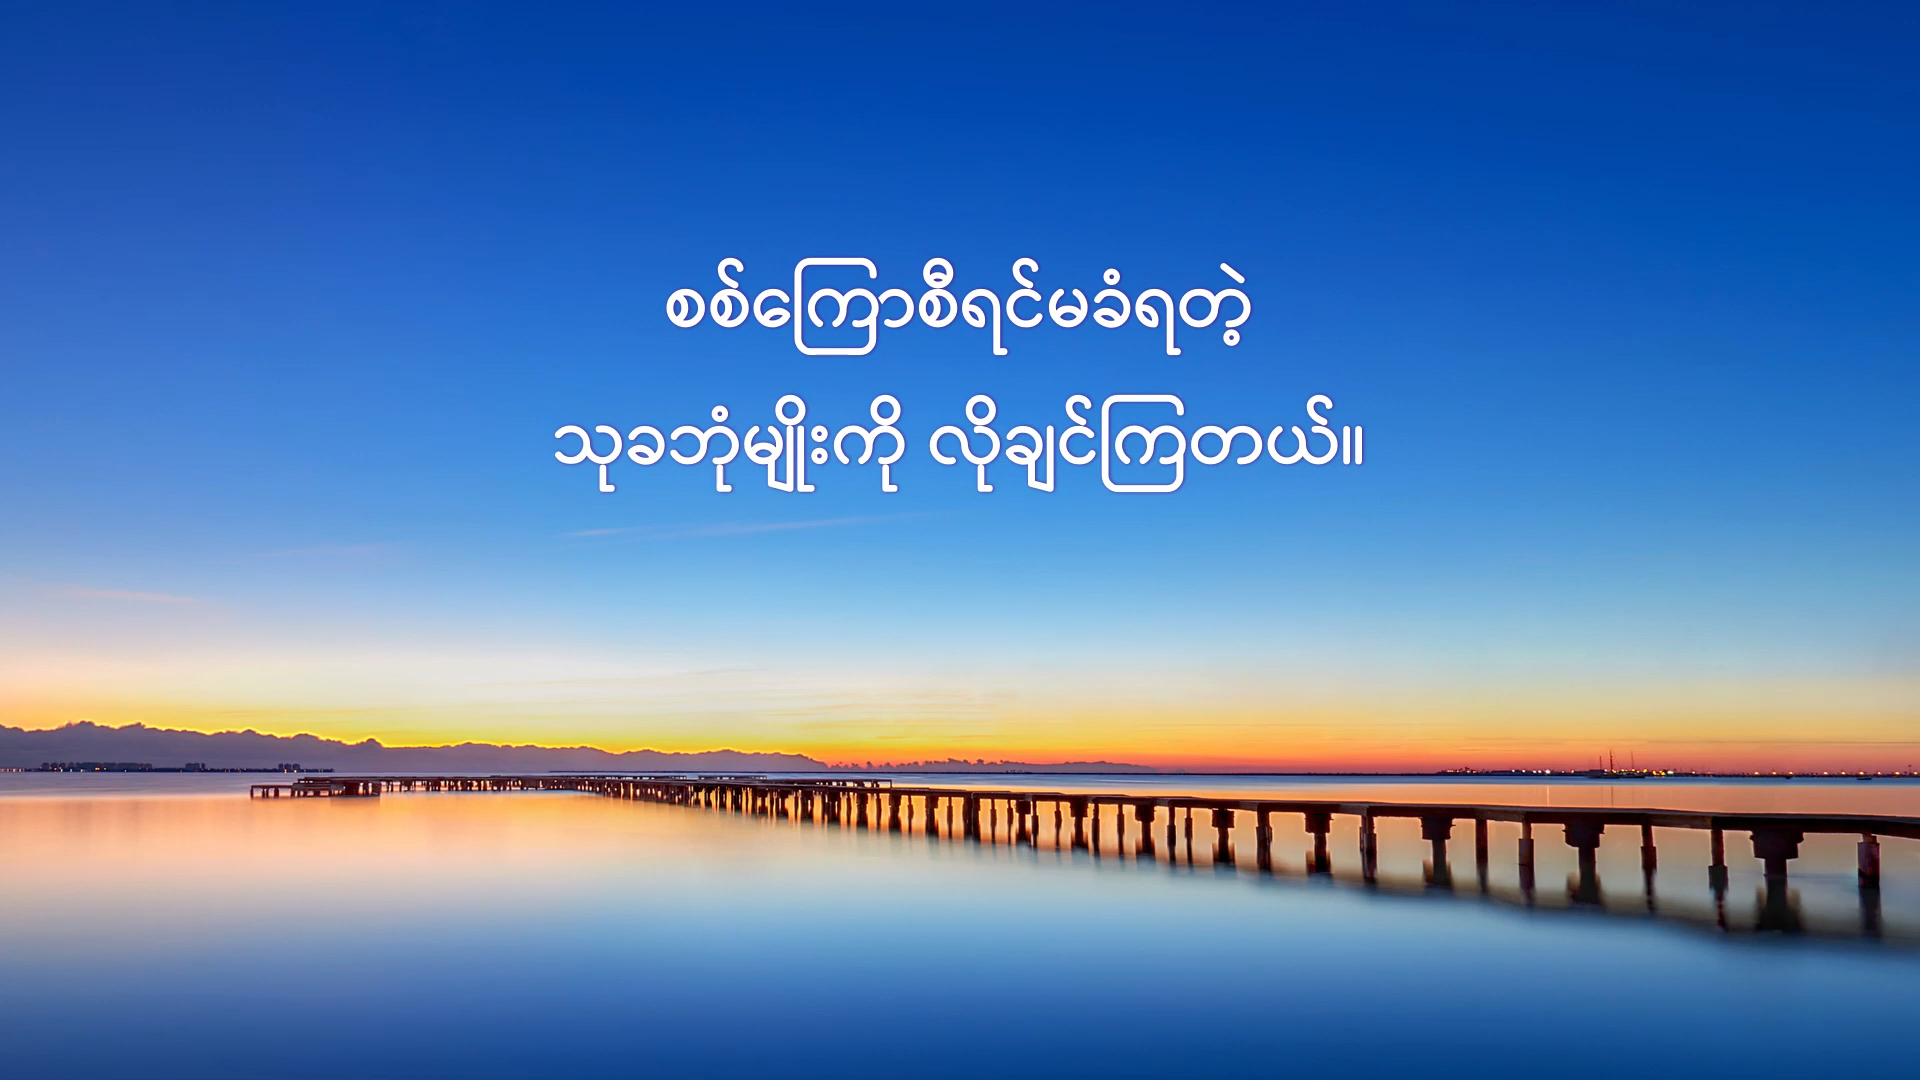 စစ်ကြောစီရင်မခံရတဲ့
သုခဘုံမျိုးကို လိုချင်ကြတယ်။